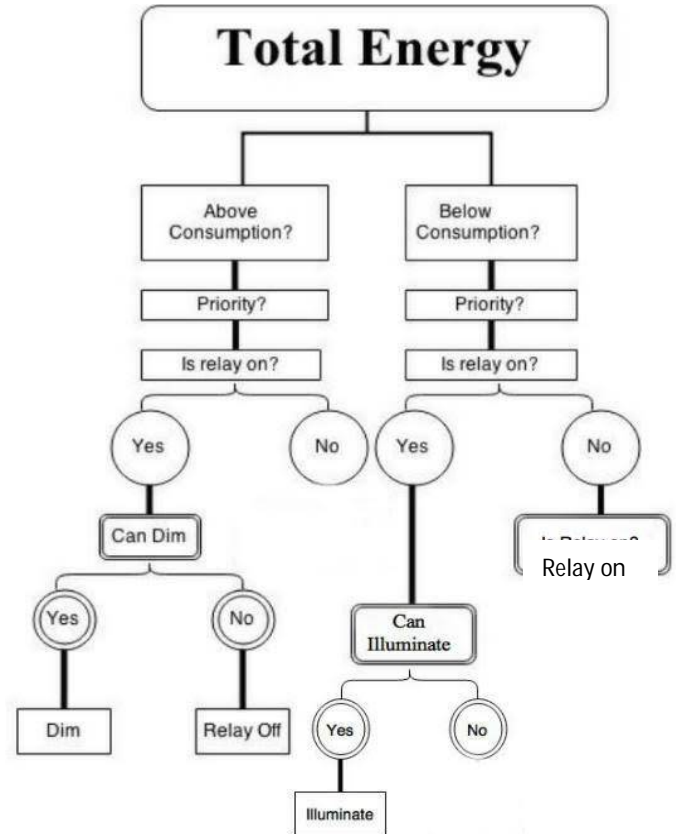 Total Energy
Above
Consumption?
Below
Consumption?
Priority?
Priority?
Is relay on?
Is relay on?
Yes
No
Yes
No
Can Dim
Relay on
Yes
No
Can
Illuminate
Dim
Relay Off
Yes
No
Illuminate